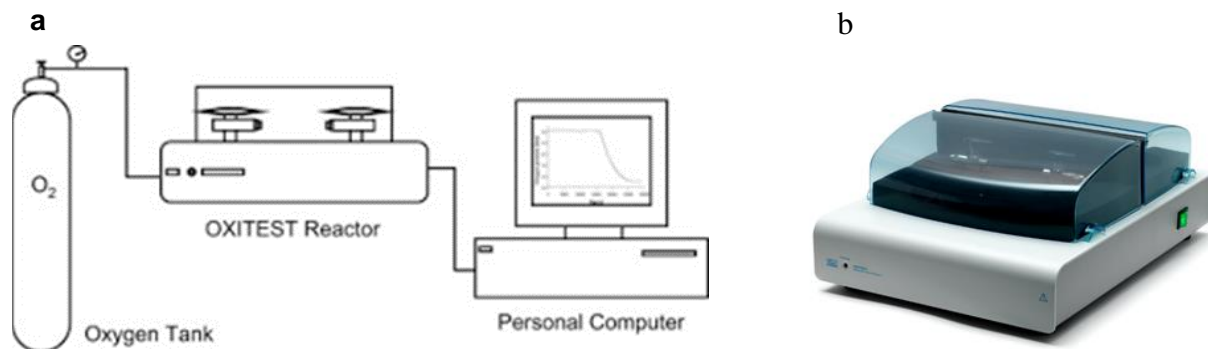 a
b
O2
OXITEST Reactor
Oxygen Tank
Personal Computer